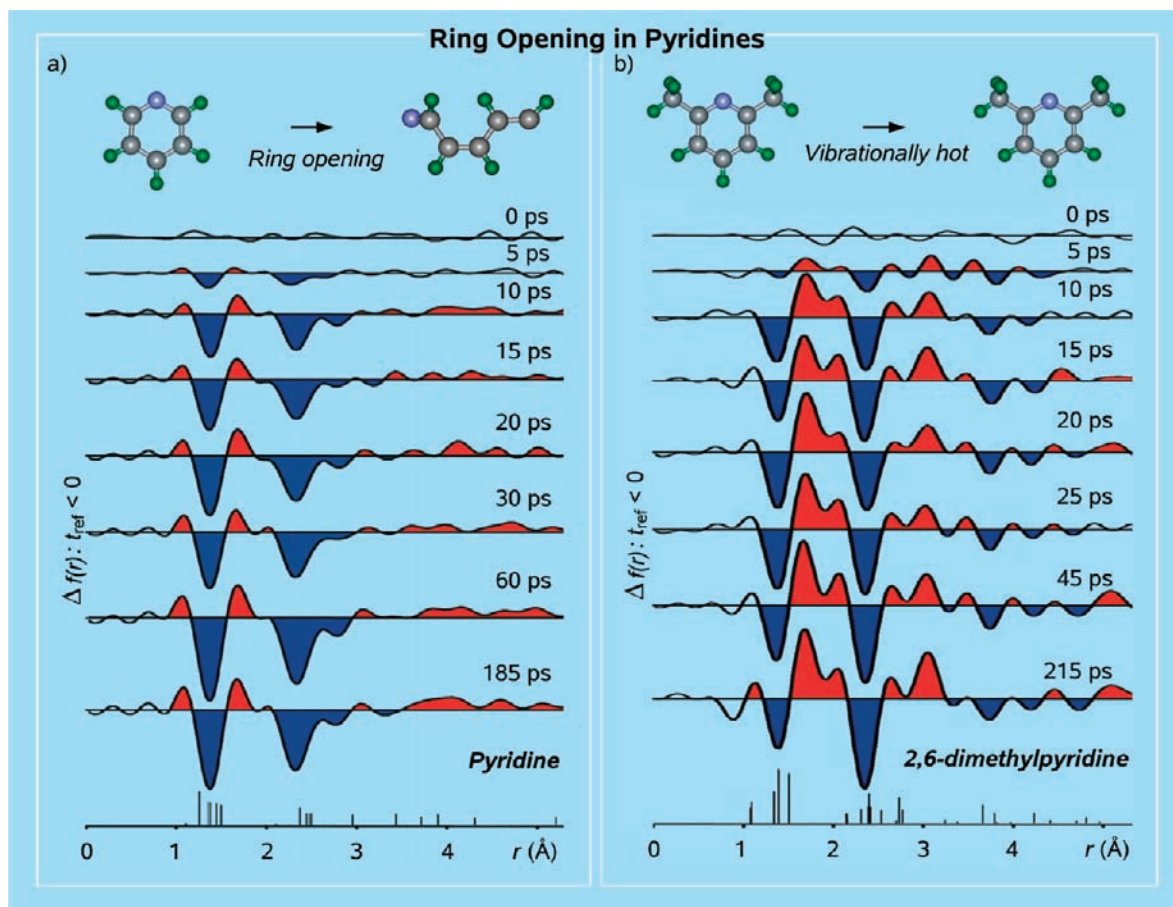 Ring Opening in Pyridines
a)
Ring opening
0 ps
5 ps
10 ps
15 ps
20 ps
30 ps
60 ps
185 ps
Δ f(r): t_ref < 0
Pyridine
0 1 2 3 4 r (Å)
b)
Vibrationally hot
0 ps
5 ps
10 ps
15 ps
20 ps
25 ps
45 ps
215 ps
Δ f(r): t_ref < 0
2,6-dimethylpyridine
0 1 2 3 4 r (Å)